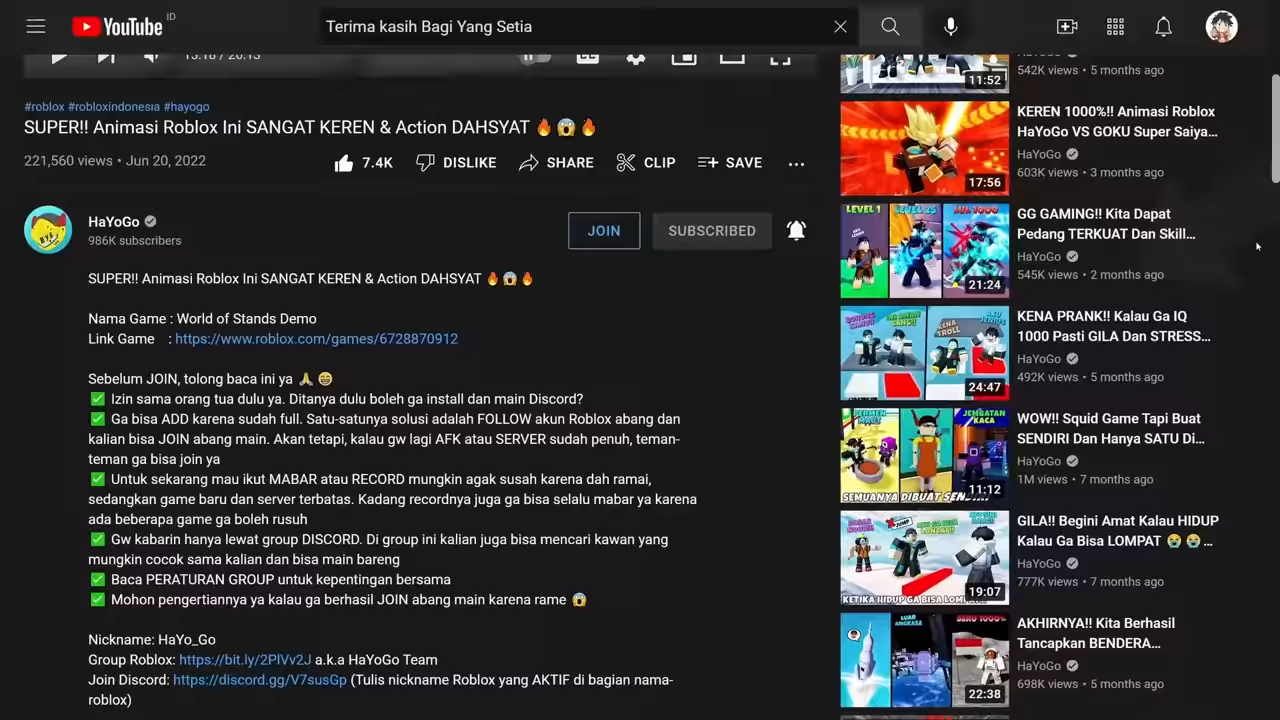 YouTube ID
Terima kasih Bagi Yang Setia
#roblox #robloxindonesia #hayogo
SUPER!! Animasi Roblox Ini SANGAT KEREN & Action DAHSYAT 🔥😱🔥
221,560 views • Jun 20, 2022
7.4K DISLIKE SHARE CLIP SAVE
HaYoGo
986K subscribers
JOIN
SUBSCRIBED
SUPER!! Animasi Roblox Ini SANGAT KEREN & Action DAHSYAT 🔥😱🔥
Nama Game : World of Stands Demo
Link Game : https://www.roblox.com/games/6728870912
Sebelum JOIN, tolong baca ini ya 🙏 😁
✅ Izin sama orang tua dulu ya. Ditanya dulu boleh ga install dan main Discord?
✅ Ga bisa ADD karena udah full. Satu-satunya solusi adalah FOLLOW akun Roblox abang dan
kalian bisa JOIN abang main. Akan tetapi, kalau gw lagi AFK atau SERVER sudah penuh, teman-
teman ga bisa join ya
✅ Untuk sekarang mau ikut MABAR atau RECORD mungkin agak susah karena dah ramai,
sedangkan game baru dan server terbatas. Kadang recordnya juga ga bisa selalu mabar ya karena
ada beberapa game ga boleh rusuh
✅ Gw kabarin hanya lewat group DISCORD. Di group ini kalian juga bisa mencari kawan yang
mungkin cocok sama kalian dan bisa main bareng
✅ Baca PERATURAN GROUP untuk kepentingan bersama
✅ Mohon pengertiannya ya kalau ga berhasil JOIN abang main karena rame 😱
Nickname: HaYo_Go
Group Roblox: https://bit.ly/2PIVv2J a.k.a HaYoGo Team
Join Discord: https://discord.gg/V7susGp (Tulis nickname Roblox yang AKTIF di bagian nama-
roblox)
11:52
542K views • 5 months ago
17:56
KEREN 1000%!! Animasi Roblox
HaYoGo VS GOKU Super Saiya...
HaYoGo
603K views • 3 months ago
LEVEL 1
LEVEL 25
21:24
GG GAMING!! Kita Dapat
Pedang TERKUAT Dan Skill...
HaYoGo
545K views • 2 months ago
KENA TROLL
24:47
KENA PRANK!! Kalau Ga IQ
1000 Pasti GILA Dan STRESS...
HaYoGo
492K views • 5 months ago
PERMEN
JEMBATAN
KACA
11:12
WOW!! Squid Game Tapi Buat
SENDIRI Dan Hanya SATU Di...
HaYoGo
1M views • 7 months ago
19:07
GILA!! Begini Amat Kalau HIDUP
Kalau Ga Bisa LOMPAT 😭 😭...
HaYoGo
777K views • 7 months ago
LUAR
ANGKASA
SERU 1000%
22:38
AKHIRNYA!! Kita Berhasil
Tancapkan BENDERA...
HaYoGo
698K views • 5 months ago